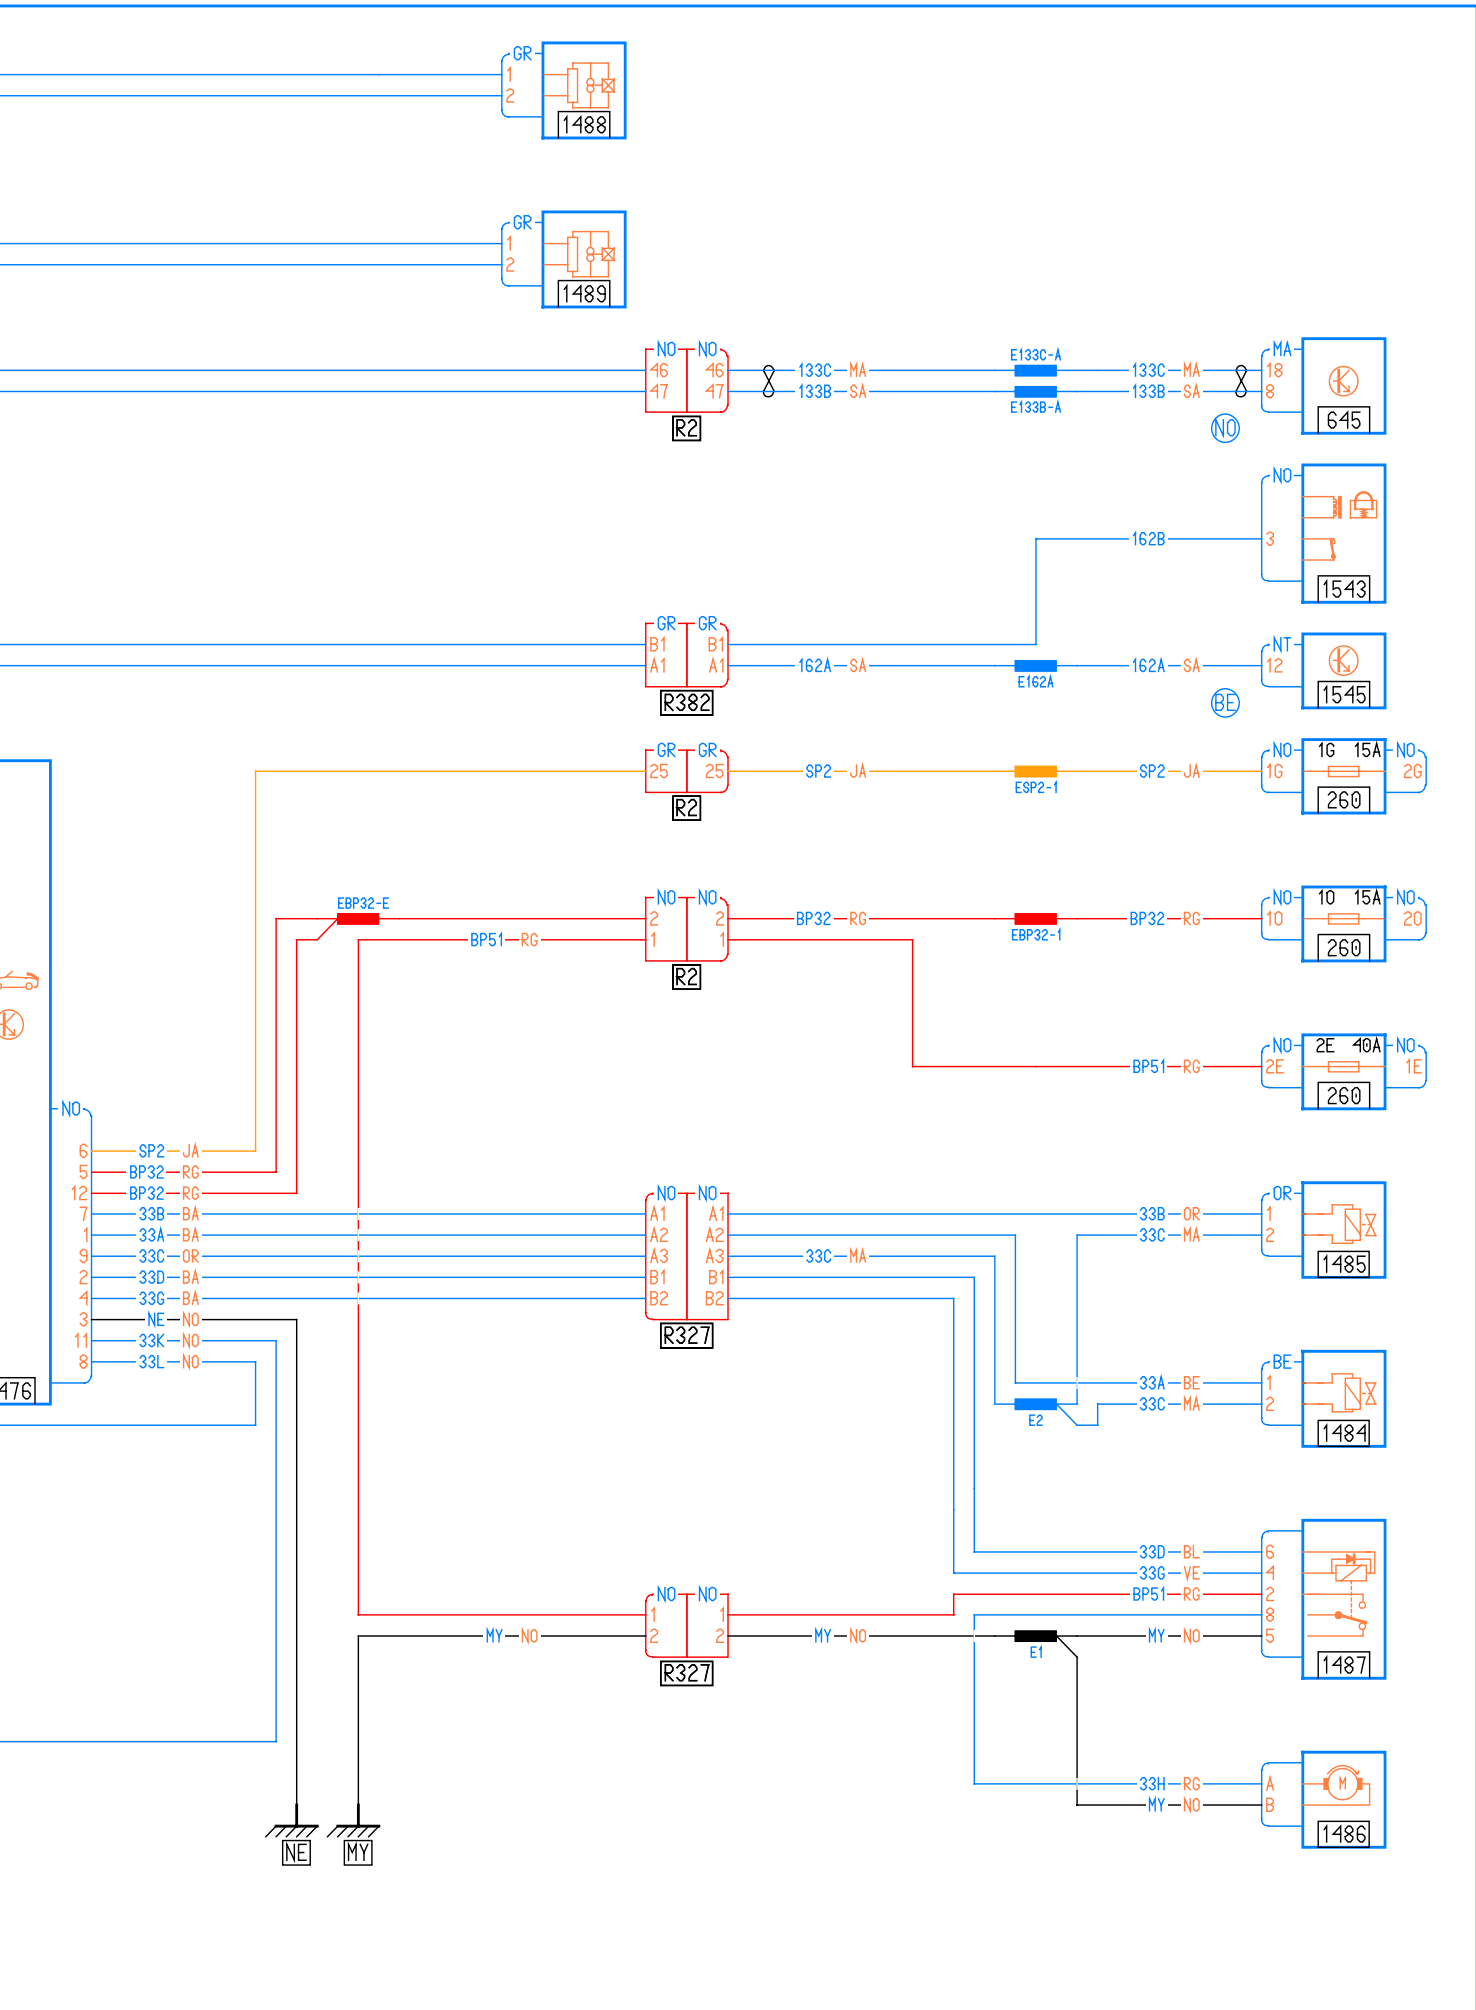 GR
1
2
1488
GR
1
2
1489
NO NO
46 46 133C MA E133C-A 133C MA MA 18
47 47 133B SA E133B-A 133B SA 8
R2
NO
645
NO
3
162B
1543
GR GR
B1 B1
A1 A1 162A SA E162A 162A SA NT 12
R382
BE
1545
GR GR
25 25 SP2 JA ESP2-1 SP2 JA NO 1G 1G 15A NO 2G
R2
260
EBP32-E
NO NO
2 2 BP32 RG EBP32-1 BP32 RG NO 10 10 15A NO 20
BP51 RG 1 1
R2
260
BP51 RG NO 2E 2E 40A NO 1E
260
NO
6 SP2 JA
5 BP32 RG
12 BP32 RG
7 33B BA
1 33A BA
9 33C OR
2 33D BA
4 33G BA
3 NE NO
11 33K NO
8 33L NO
476
NO NO
A1 A1 33B OR OR 1
A2 A2 33C MA 2
A3 A3 33C MA
B1 B1
B2 B2
R327
1485
BE
33A BE 1
E2 33C MA 2
1484
33D BL 6
33G VE 4
BP51 RG 2
8
NO NO
1 1
MY NO 2 2 MY NO E1 MY NO 5
R327
1487
33H RG A
MY NO B
M
1486
NE MY